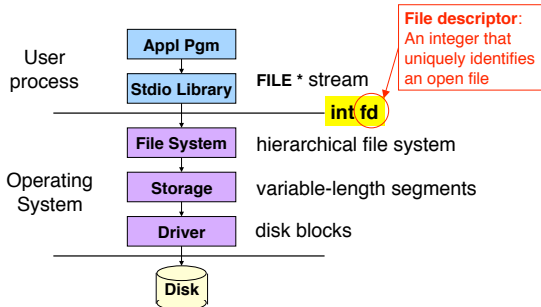 File descriptor:
An integer that
uniquely identifies
an open file
User
process
Appl Pgm
Stdio Library
FILE * stream
int fd
File System
hierarchical file system
Operating
System
Storage
variable-length segments
Driver
disk blocks
Disk